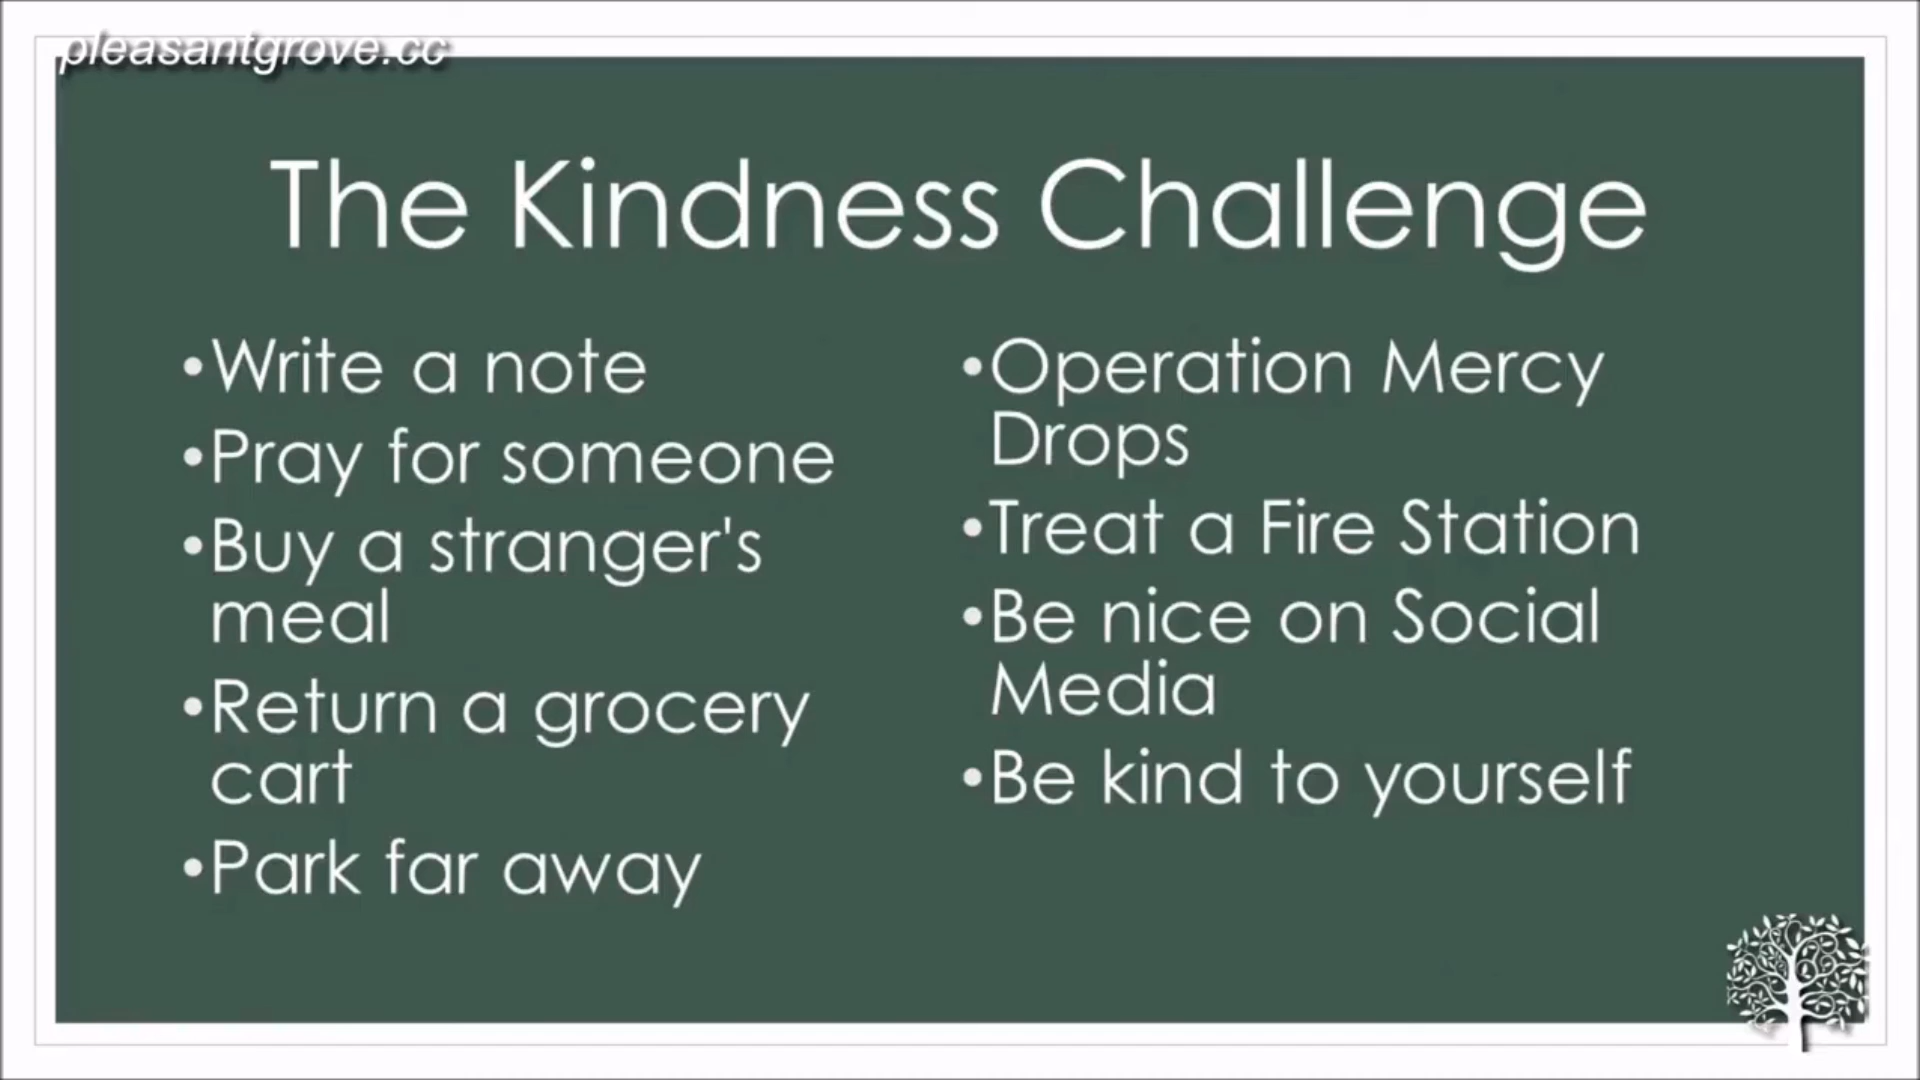 pleasantgrove.cc
The Kindness Challenge
•Write a note
•Pray for someone
•Buy a stranger's
meal
•Return a grocery
cart
•Park far away
•Operation Mercy
Drops
•Treat a Fire Station
•Be nice on Social
Media
•Be kind to yourself